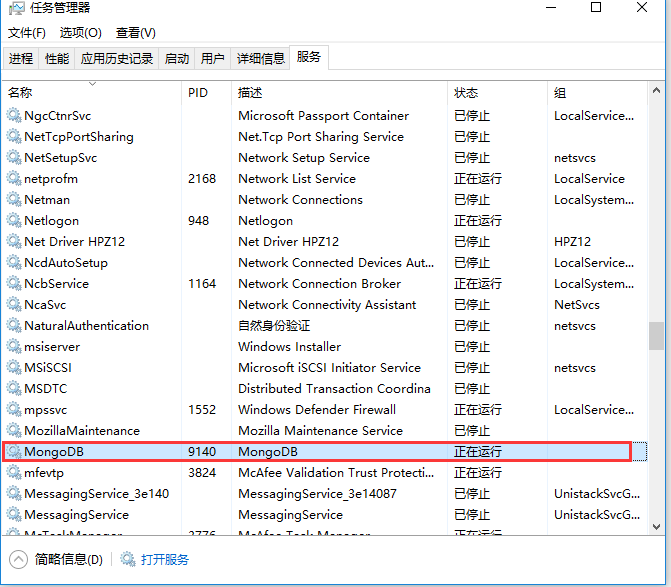 任务管理器
文件(F) 选项(O) 查看(V)
进程 性能 应用历史记录 启动 用户 详细信息 服务
名称 PID 描述 状态 组
NgcCtnrSvc Microsoft Passport Container 已停止 LocalService...
NetTcpPortSharing Net.Tcp Port Sharing Service 已停止
NetSetupSvc Network Setup Service 已停止 netsvcs
netprofm 2168 Network List Service 正在运行 LocalService
Netman Network Connections 已停止 LocalSystem...
Netlogon 948 Netlogon 正在运行
Net Driver HPZ12 Net Driver HPZ12 已停止 HPZ12
NcdAutoSetup Network Connected Devices Aut... 已停止 LocalService...
NcbService 1164 Network Connection Broker 正在运行 LocalSystem...
NcaSvc Network Connectivity Assistant 已停止 NetSvcs
NaturalAuthentication 自然身份验证 已停止 netsvcs
msiserver Windows Installer 已停止
MSiSCSI Microsoft iSCSI Initiator Service 已停止 netsvcs
MSDTC Distributed Transaction Coordina 已停止
mpssvc 1552 Windows Defender Firewall 正在运行 LocalService...
MozillaMaintenance Mozilla Maintenance Service 已停止
MongoDB 9140 MongoDB 正在运行
mfevtp 3824 McAfee Validation Trust Protecti... 正在运行
MessagingService_3e140 MessagingService_3e14087 已停止 UnistackSvcG...
MessagingService MessagingService 已停止 UnistackSvcG...
McTaskManager 3776 McAfee Task Manager 正在运行
简略信息(D) 打开服务